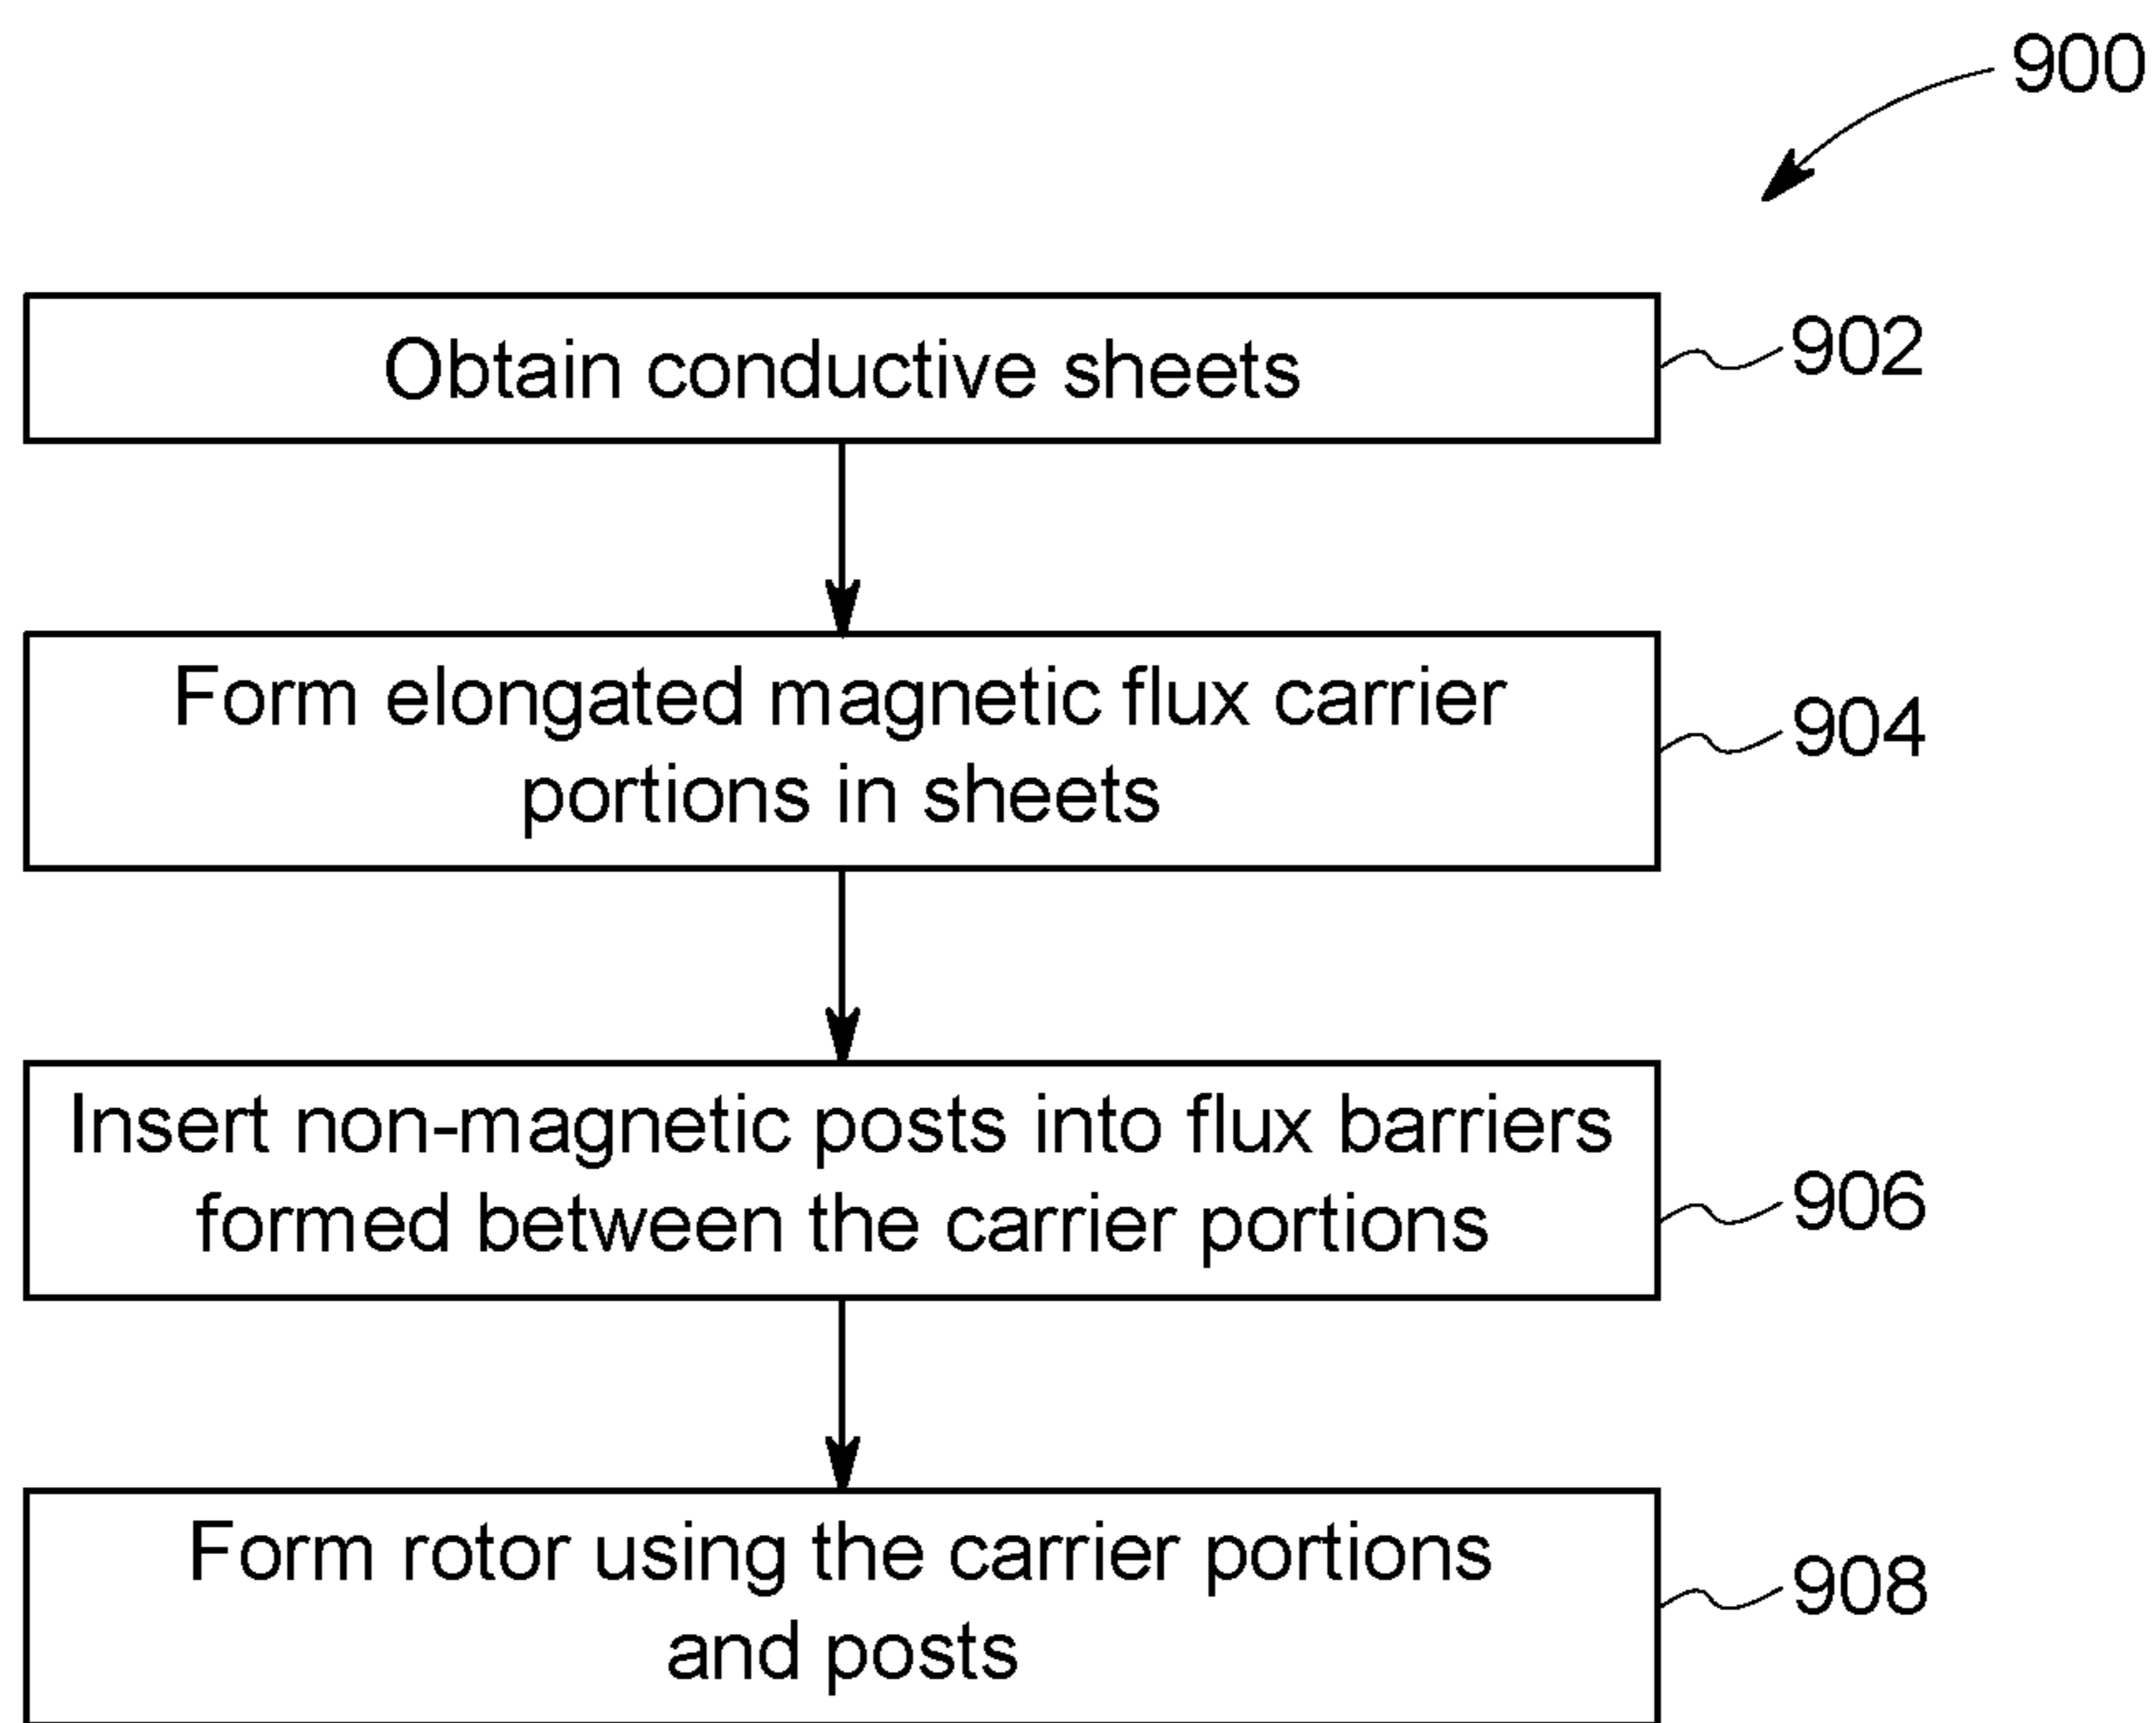 900
Obtain conductive sheets
902
Form elongated magnetic flux carrier
portions in sheets
904
Insert non-magnetic posts into flux barriers
formed between the carrier portions
906
Form rotor using the carrier portions
and posts
908